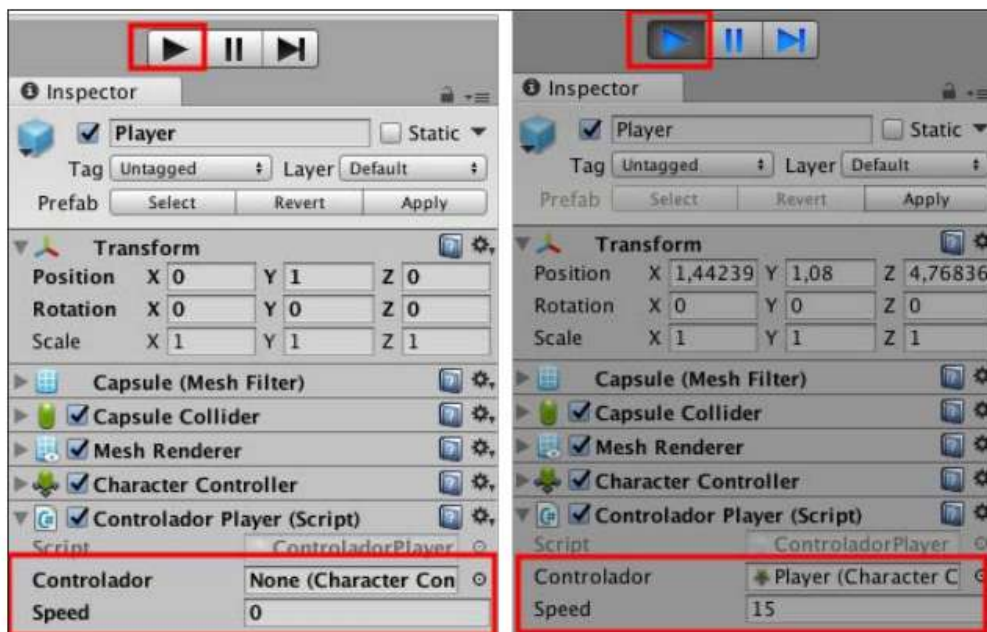 Inspector
Player Static
Tag Untagged Layer Default
Prefab Select Revert Apply
Transform
Position X 0 Y 1 Z 0
Rotation X 0 Y 0 Z 0
Scale X 1 Y 1 Z 1
Capsule (Mesh Filter)
Capsule Collider
Mesh Renderer
Character Controller
Controlador Player (Script)
Script ControladorPlayer
Controlador None (Character Con
Speed 0
Inspector
Player Static
Tag Untagged Layer Default
Prefab Select Revert Apply
Transform
Position X 1,44239 Y 1,08 Z 4,76836
Rotation X 0 Y 0 Z 0
Scale X 1 Y 1 Z 1
Capsule (Mesh Filter)
Capsule Collider
Mesh Renderer
Character Controller
Controlador Player (Script)
Script ControladorPlayer
Controlador Player (Character C
Speed 15